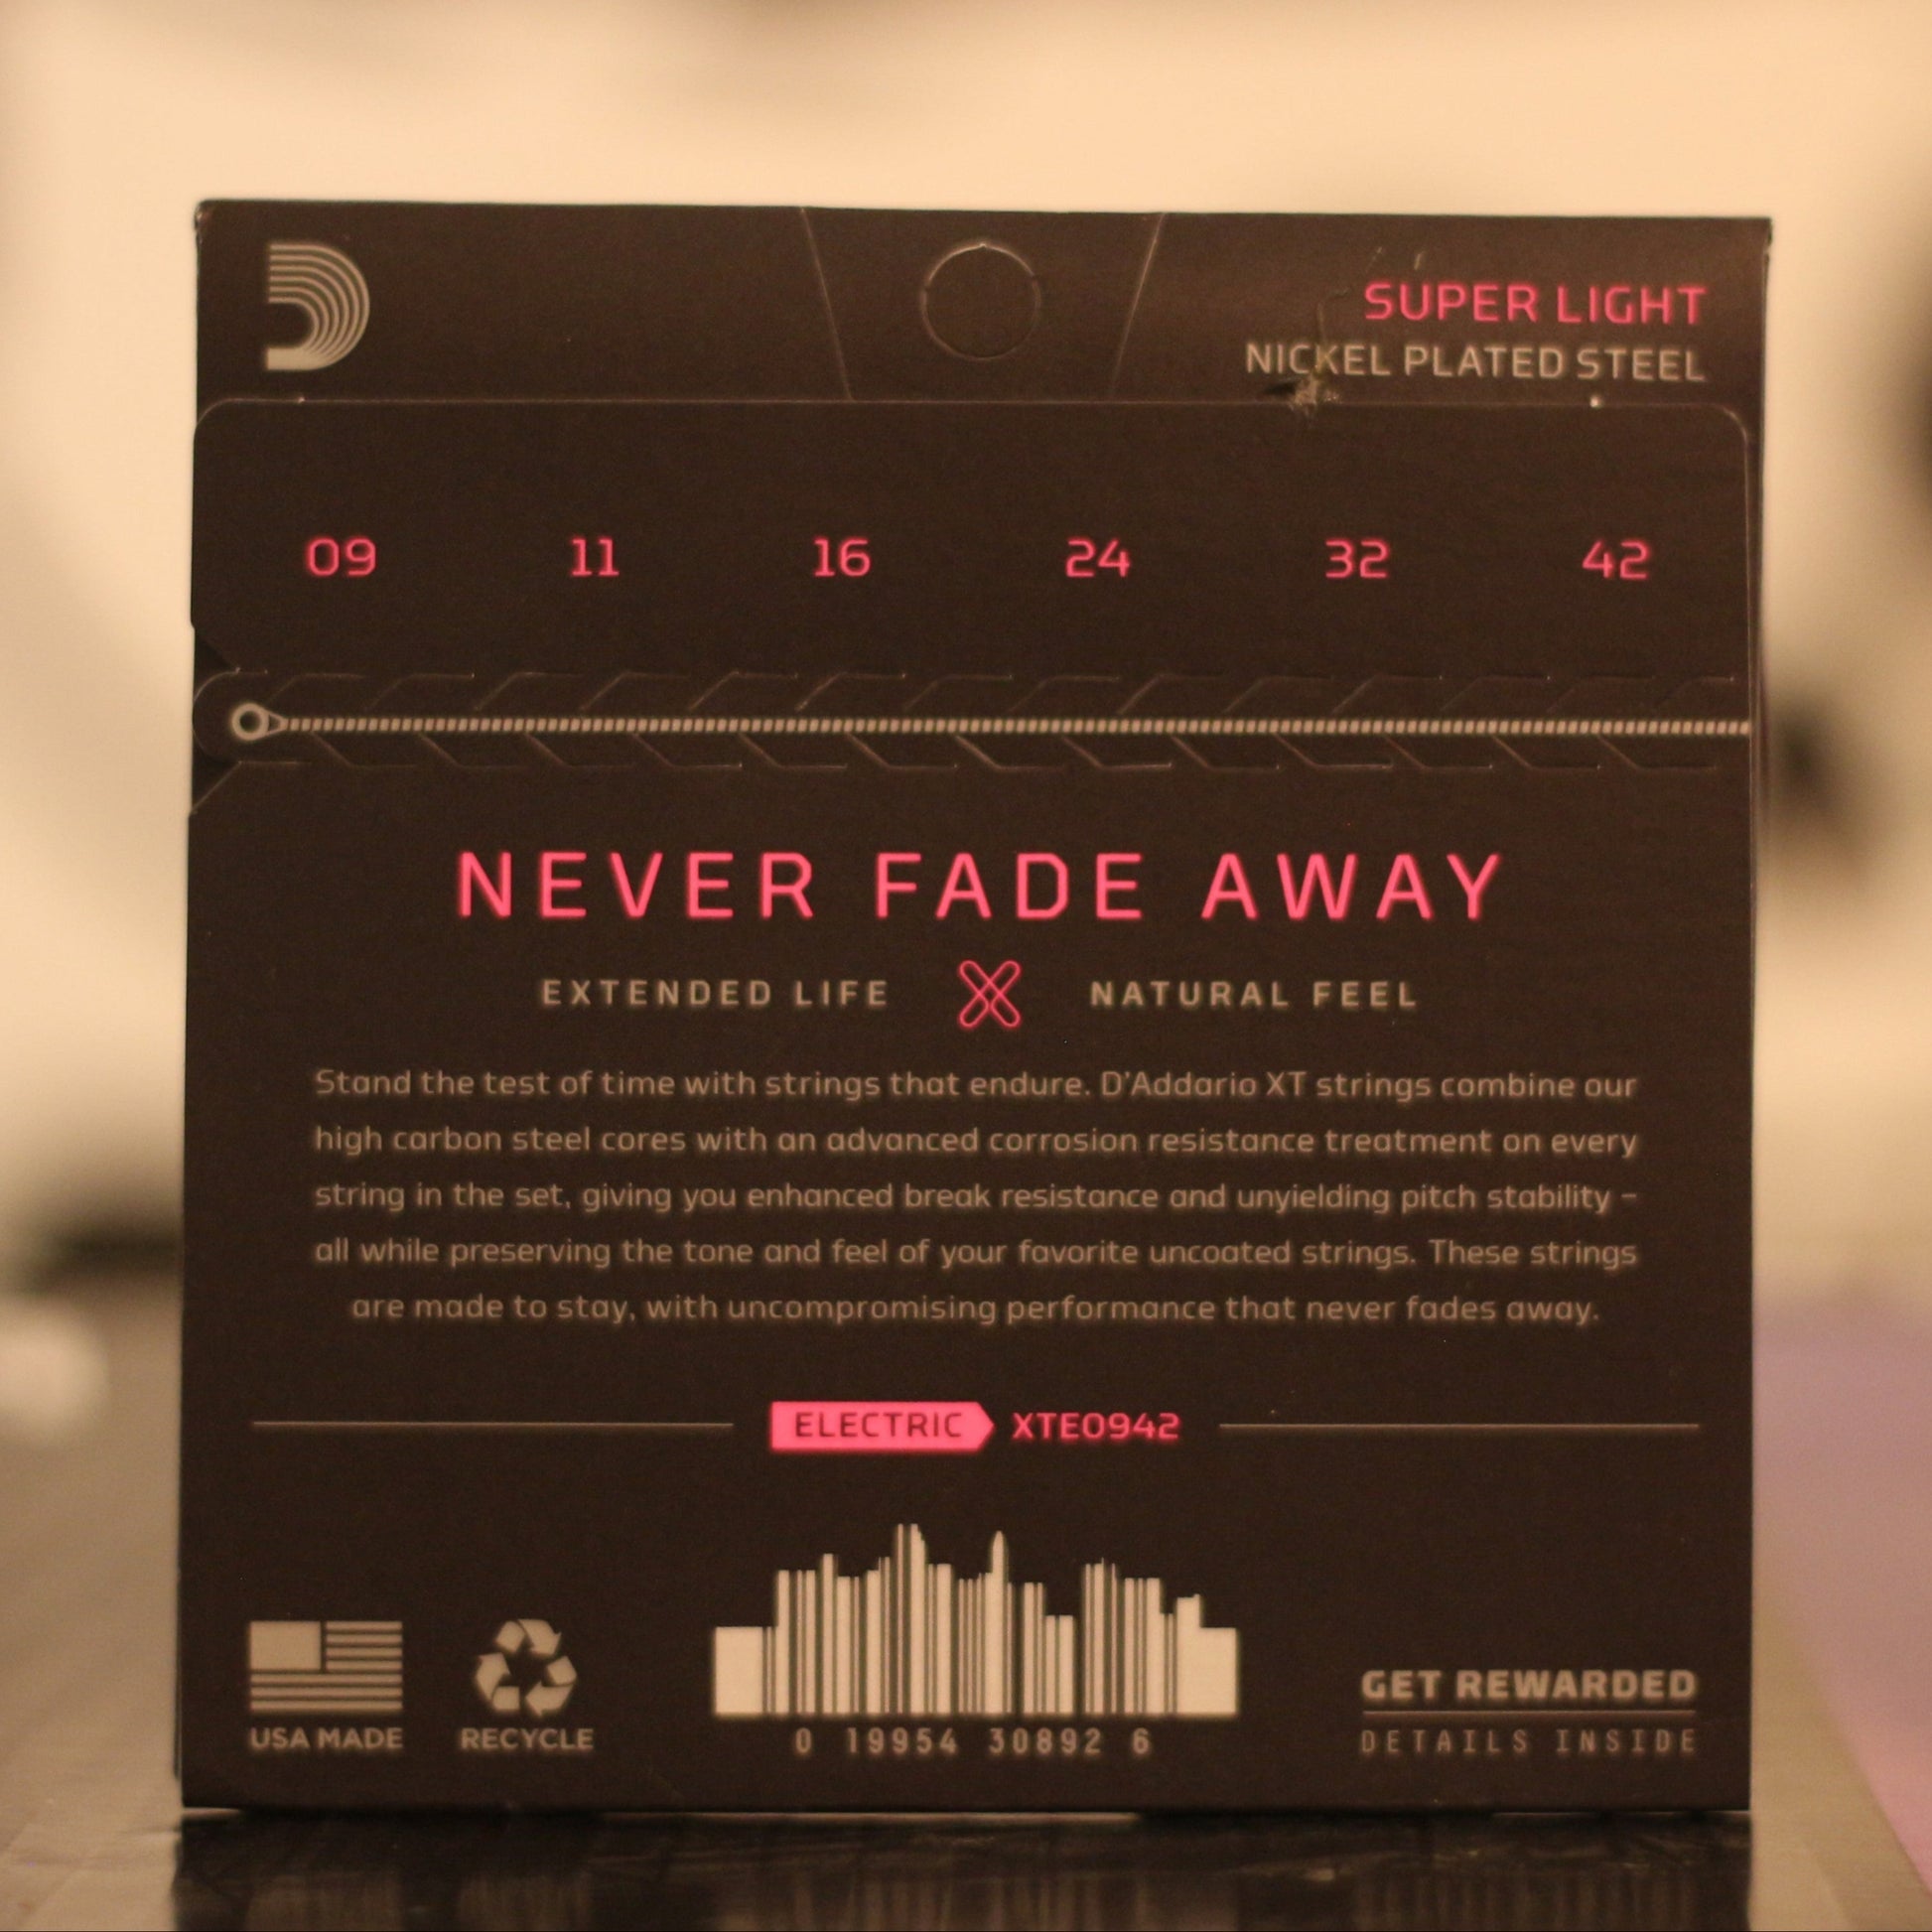 SUPER LIGHT
NICKEL PLATED STEEL
09 11 16 24 32 42
NEVER FADE AWAY
EXTENDED LIFE X NATURAL FEEL
Stand the test of time with strings that endure. D'Addario XT strings combine our
high carbon steel cores with an advanced corrosion resistance treatment on every
string in the set, giving you enhanced break resistance and unyielding pitch stability –
all while preserving the tone and feel of your favorite uncoated strings. These strings
are made to stay, with uncompromising performance that never fades away.
ELECTRIC XTE0942
USA MADE
RECYCLE
0 19954 30892 6
GET REWARDED
DETAILS INSIDE